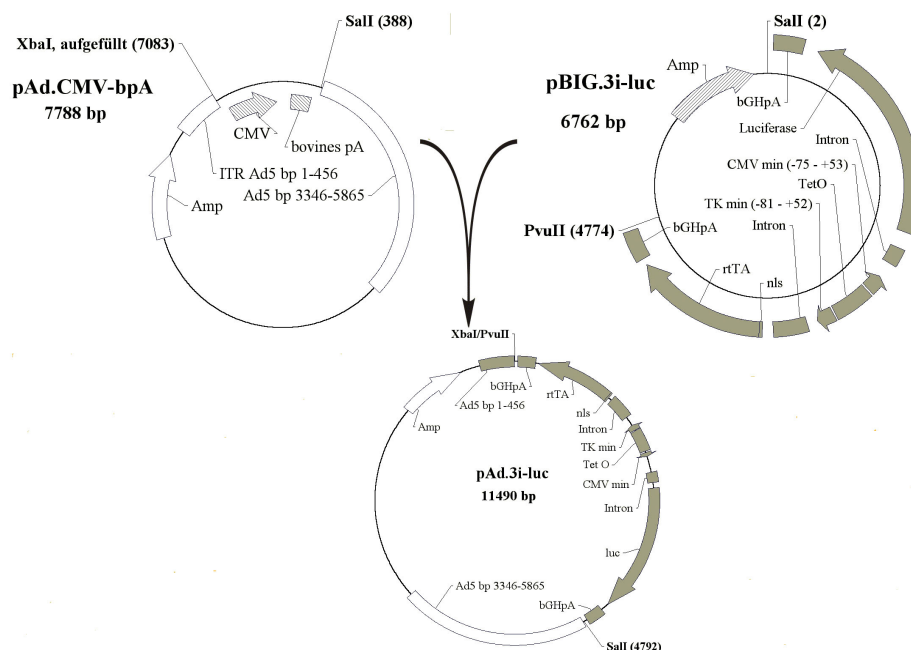 SalI (388)
XbaI, aufgefüllt (7083)
pAd.CMV-bpA
7788 bp
CMV
bovines pA
ITR Ad5 bp 1-456
Ad5 bp 3346-5865
Amp
SalI (2)
Amp
pBIG.3i-luc
6762 bp
bGHpA
Luciferase
Intron
CMV min (-75 - +53)
TetO
TK min (-81 - +52)
Intron
PvuII (4774)
bGHpA
rtTA
nls
XbaI/PvuII
bGHpA
Ad5 bp 1-456
rtTA
Amp
nls
Intron
TK min
Tet O
pAd.3i-luc
CMV min
11490 bp
Intron
luc
Ad5 bp 3346-5865
bGHpA
SalI (4792)